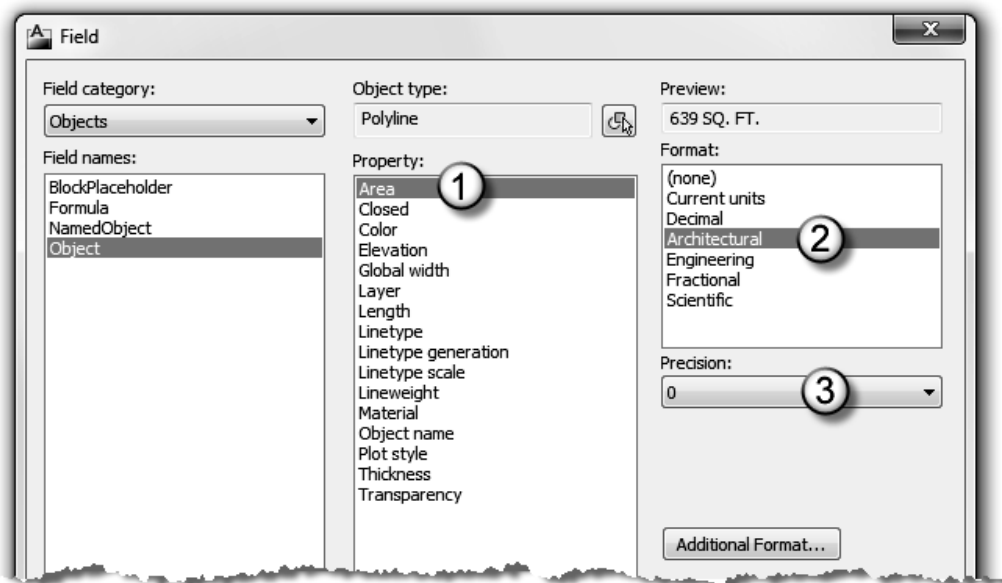 Field
x
Field category:
Objects
Field names:
BlockPlaceholder
Formula
NamedObject
Object
Object type:
Polyline
Property:
Area
1
Closed
Color
Elevation
Global width
Layer
Length
Linetype
Linetype generation
Linetype scale
Lineweight
Material
Object name
Plot style
Thickness
Transparency
Preview:
639 SQ. FT.
Format:
(none)
Current units
Decimal
Architectural
2
Engineering
Fractional
Scientific
Precision:
0
3
Additional Format...